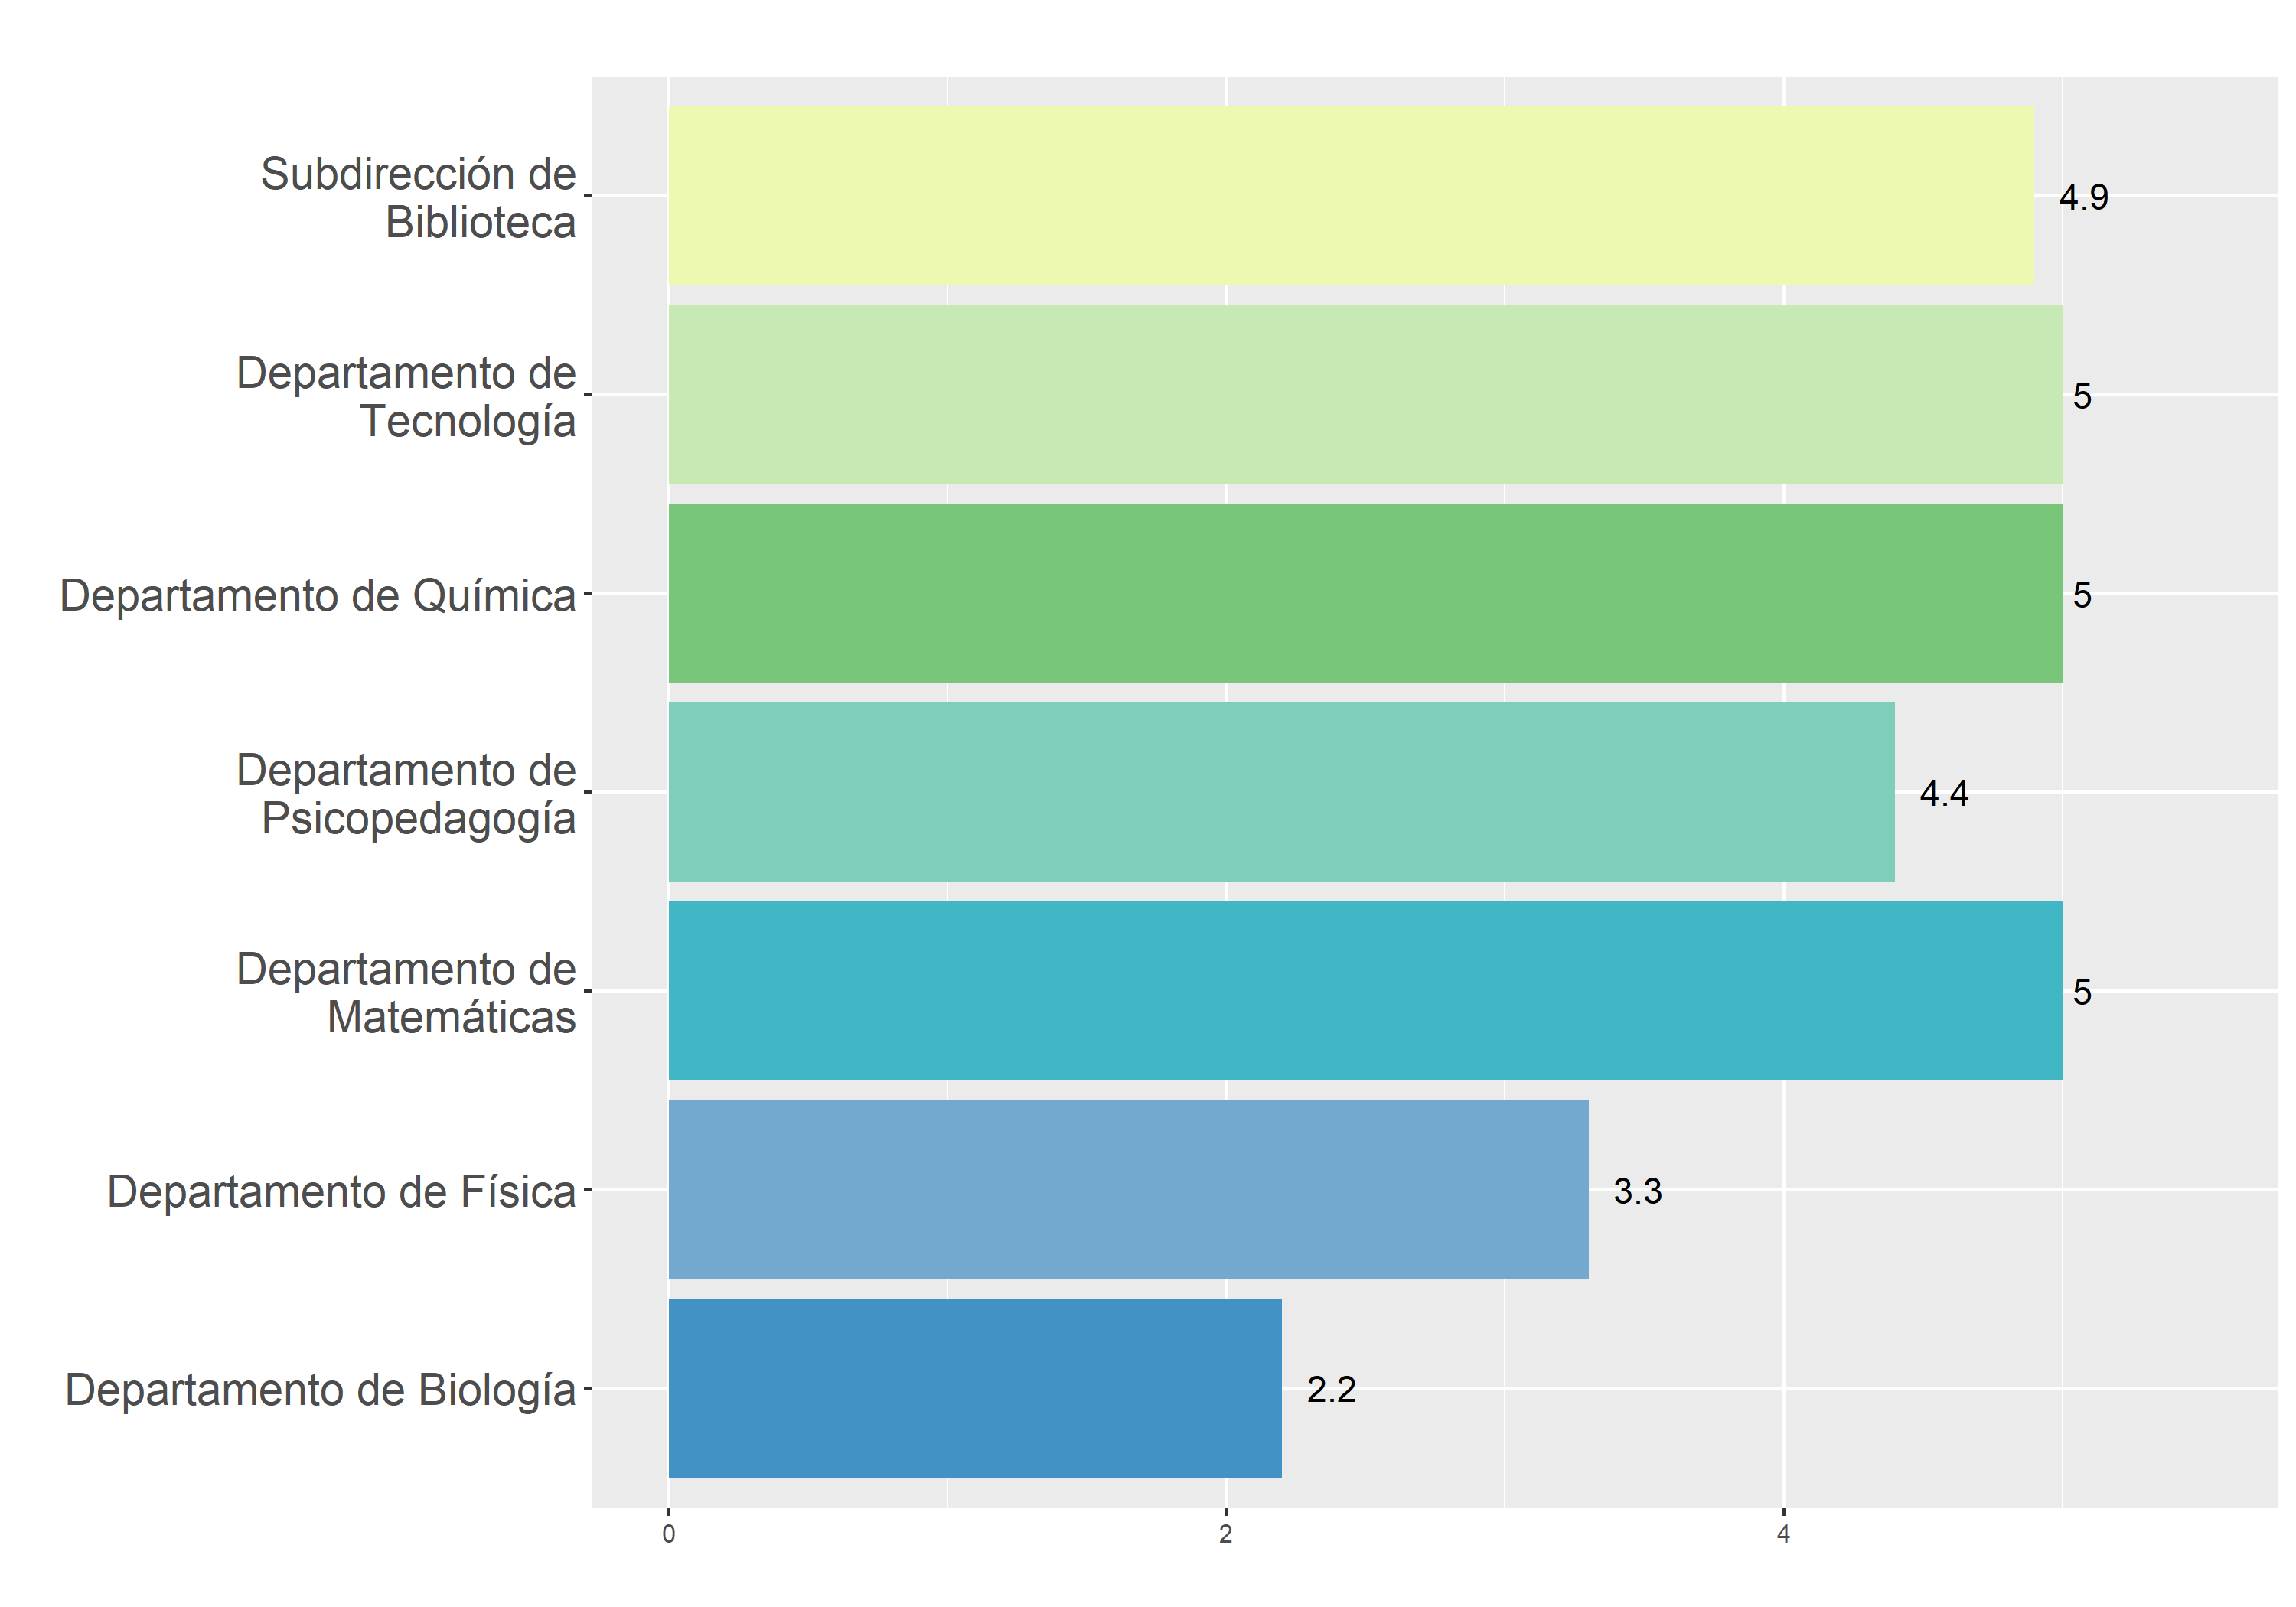 Subdirección de
Biblioteca
4.9
Departamento de
Tecnología
5
Departamento de Química
5
Departamento de
Psicopedagogía
4.4
Departamento de
Matemáticas
5
Departamento de Física
3.3
Departamento de Biología
2.2
0 2 4